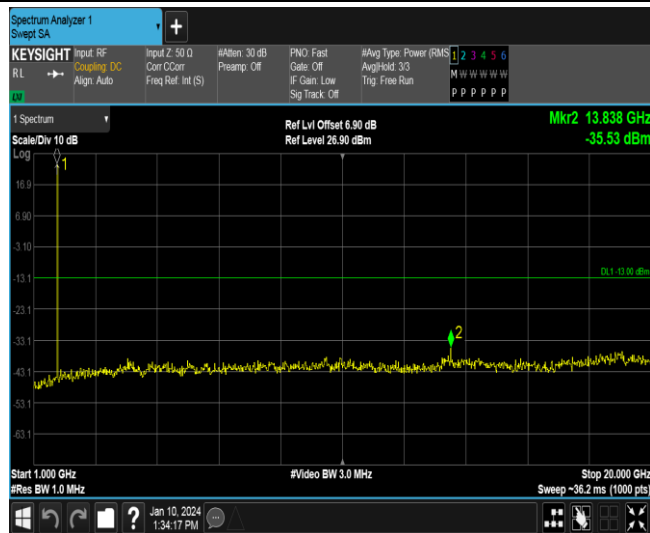 Spectrum Analyzer 1
Swept SA
+
KEYSIGHT Input: RF Input Z: 50 Ω #Atten: 30 dB PNO: Fast #Avg Type: Power (RMS 1 2 3 4 5 6
RL Coupling: DC Corr CCorr Preamp: Off Gate: Off Avg|Hold: 3/3 M W W W W W
Align: Auto Freq Ref: Int (S) IF Gain: Low Trig: Free Run
Sig Track: Off P P P P P P
1 Spectrum
Scale/Div 10 dB
Ref Lvl Offset 6.90 dB
Ref Level 26.90 dBm
Mkr2 13.838 GHz
-35.53 dBm
Log
1
16.9
6.90
-3.10
DL1 -13.00 dBm
-13.1
-23.1
-33.1
2
-43.1
-53.1
-63.1
Start 1.000 GHz #Video BW 3.0 MHz Stop 20.000 GHz
#Res BW 1.0 MHz Sweep ~36.2 ms (1000 pts)
? Jan 10, 2024
1:34:17 PM